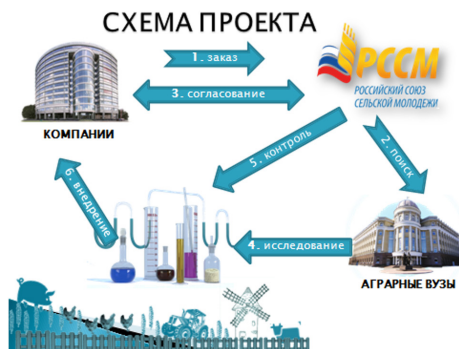 СХЕМА ПРОЕКТА
1. заказ
РССМ
3. согласование
РОССИЙСКИЙ СОЮЗ
СЕЛЬСКОЙ МОЛОДЕЖИ
КОМПАНИИ
5. контроль
2. поиск
6. внедрение
4. исследование
АГРАРНЫЕ ВУЗЫ